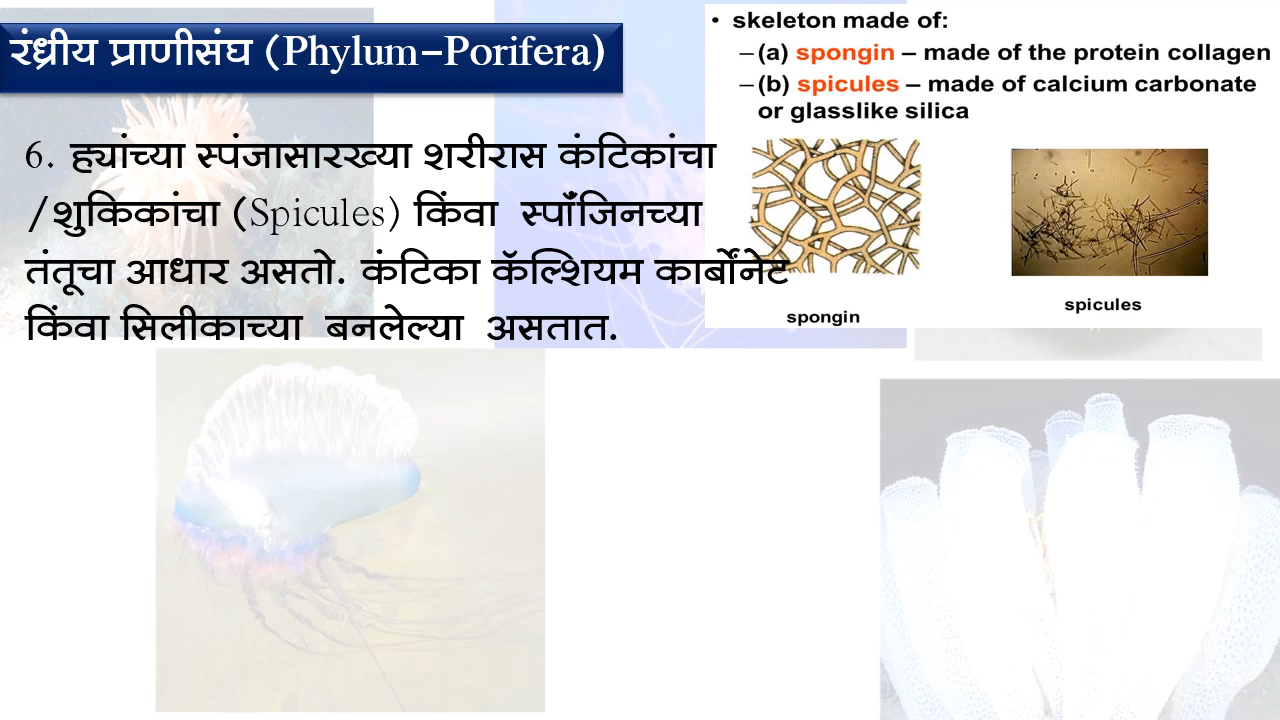 रंध्रीय प्राणीसंघ (Phylum-Porifera)
6. ह्यांच्या स्पंजासारख्या शरीरास कंटिकांचा
/शुकिकांचा (Spicules) किंवा स्पाँजिनच्या
तंतूचा आधार असतो. कंटिका कॅल्शियम कार्बोंनेट
किंवा सिलीकाच्या बनलेल्या असतात.
• skeleton made of:
– (a) spongin – made of the protein collagen
– (b) spicules – made of calcium carbonate
or glasslike silica
spongin
spicules